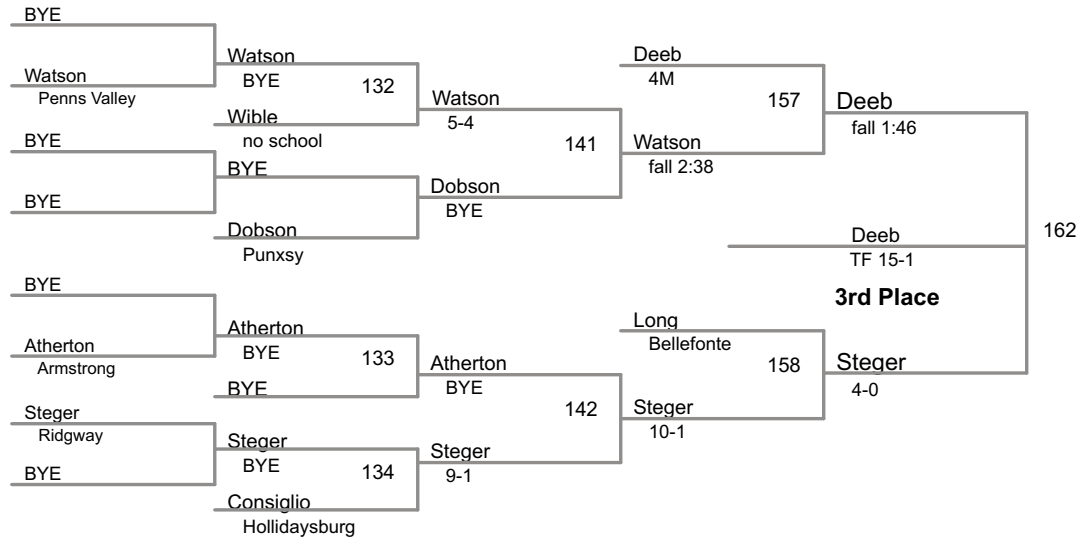 BYE
Watson
Penns Valley
BYE
BYE
Watson
BYE
132
Wible
no school
BYE
Dobson
Punxsy
Watson
5-4
141
Dobson
BYE
Deeb
4M
157
Watson
fall 2:38
Deeb
fall 1:46
162
Deeb
TF 15-1
3rd Place
BYE
Atherton
Armstrong
Steger
Ridgway
BYE
Atherton
BYE
133
BYE
Steger
BYE
134
Consiglio
Hollidaysburg
Atherton
BYE
142
Steger
9-1
Long
Bellefonte
158
Steger
10-1
Steger
4-0